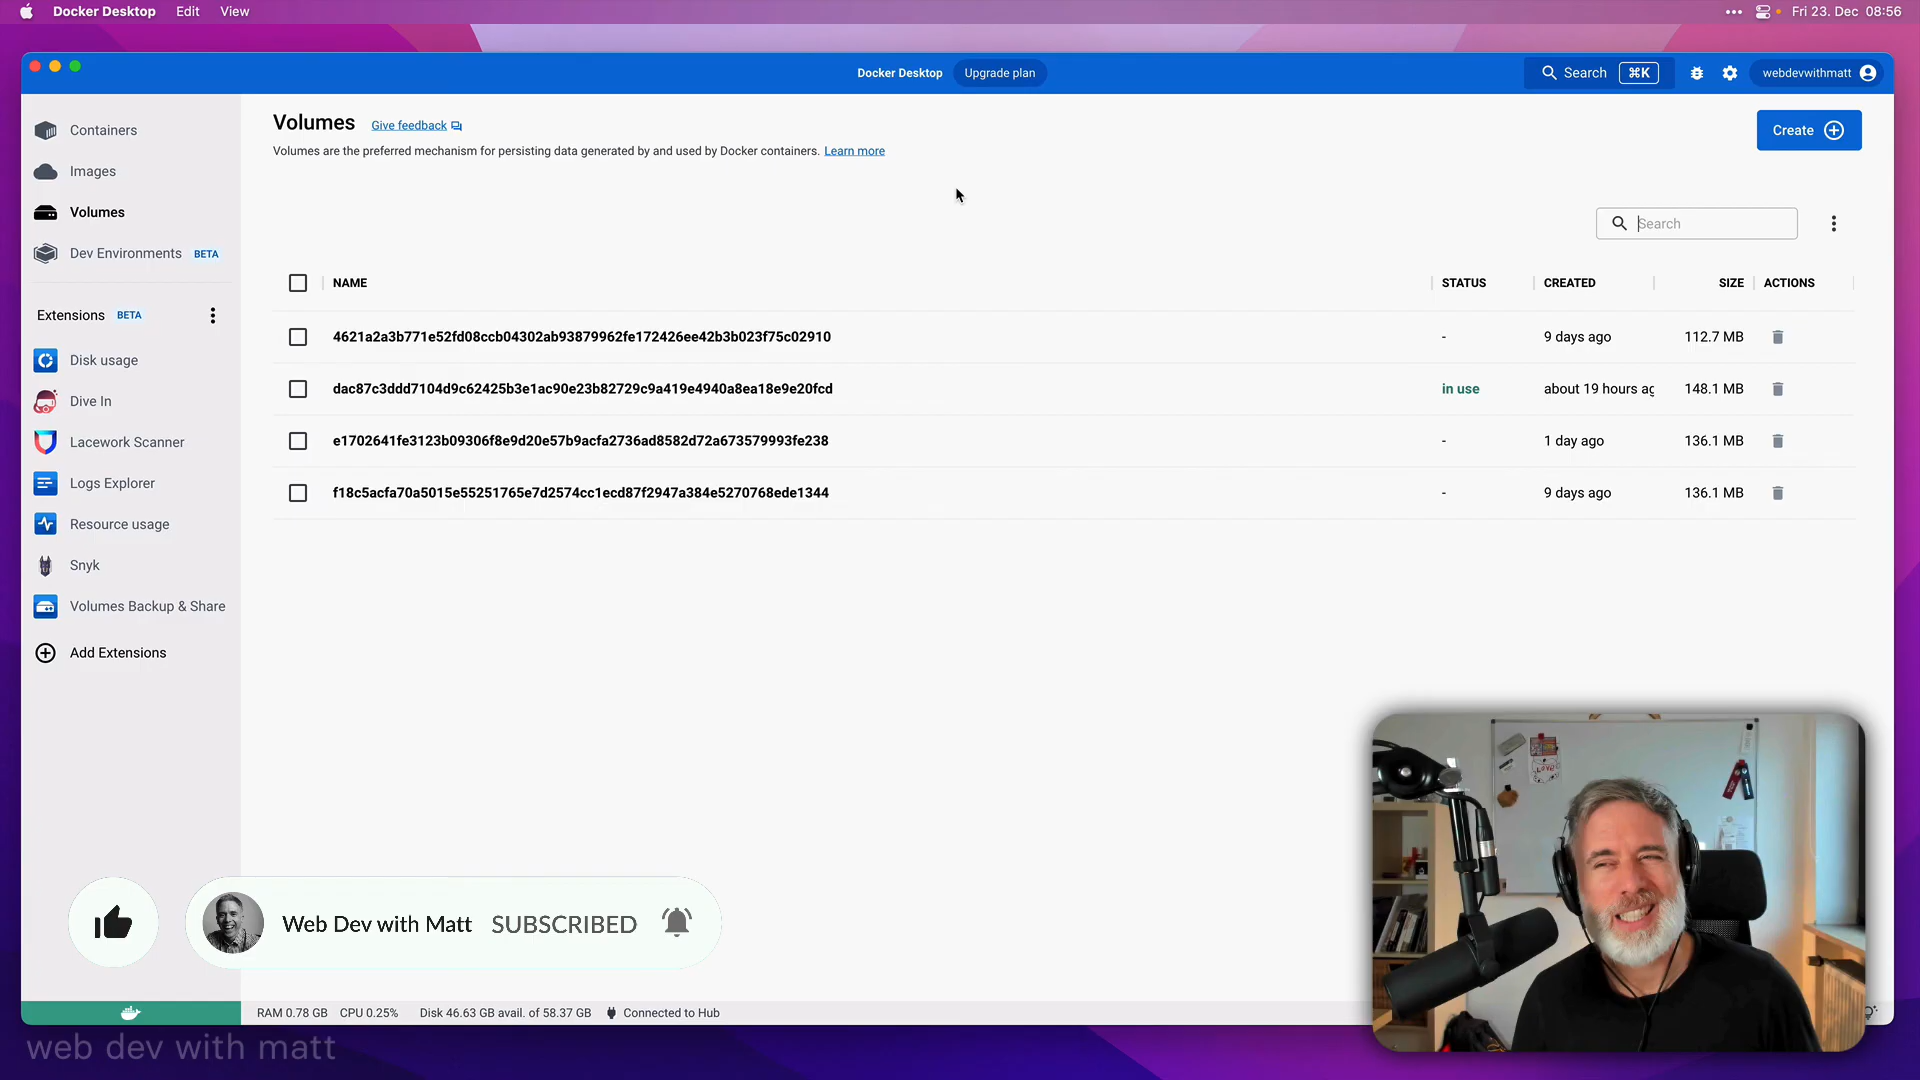 Docker Desktop Edit View
Fri 23. Dec 08:56
Docker Desktop Upgrade plan
Search ⌘K
webdevwithmatt
Containers
Images
Volumes
Dev Environments BETA
Extensions BETA
Disk usage
Dive In
Lacework Scanner
Logs Explorer
Resource usage
Snyk
Volumes Backup & Share
Add Extensions
Volumes Give feedback
Volumes are the preferred mechanism for persisting data generated by and used by Docker containers. Learn more
Create
Search
NAME STATUS CREATED SIZE ACTIONS
4621a2a3b771e52fd08ccb04302ab93879962fe172426ee42b3b023f75c02910 - 9 days ago 112.7 MB
dac87c3ddd7104d9c62425b3e1ac90e23b82729c9a419e4940a8ea18e9e20fcd in use about 19 hours ag 148.1 MB
e1702641fe3123b09306f8e9d20e57b9acfa2736ad8582d72a673579993fe238 - 1 day ago 136.1 MB
f18c5acfa70a5015e55251765e7d2574cc1ecd87f2947a384e5270768ede1344 - 9 days ago 136.1 MB
Web Dev with Matt SUBSCRIBED
RAM 0.78 GB CPU 0.25% Disk 46.63 GB avail. of 58.37 GB Connected to Hub
web dev with matt